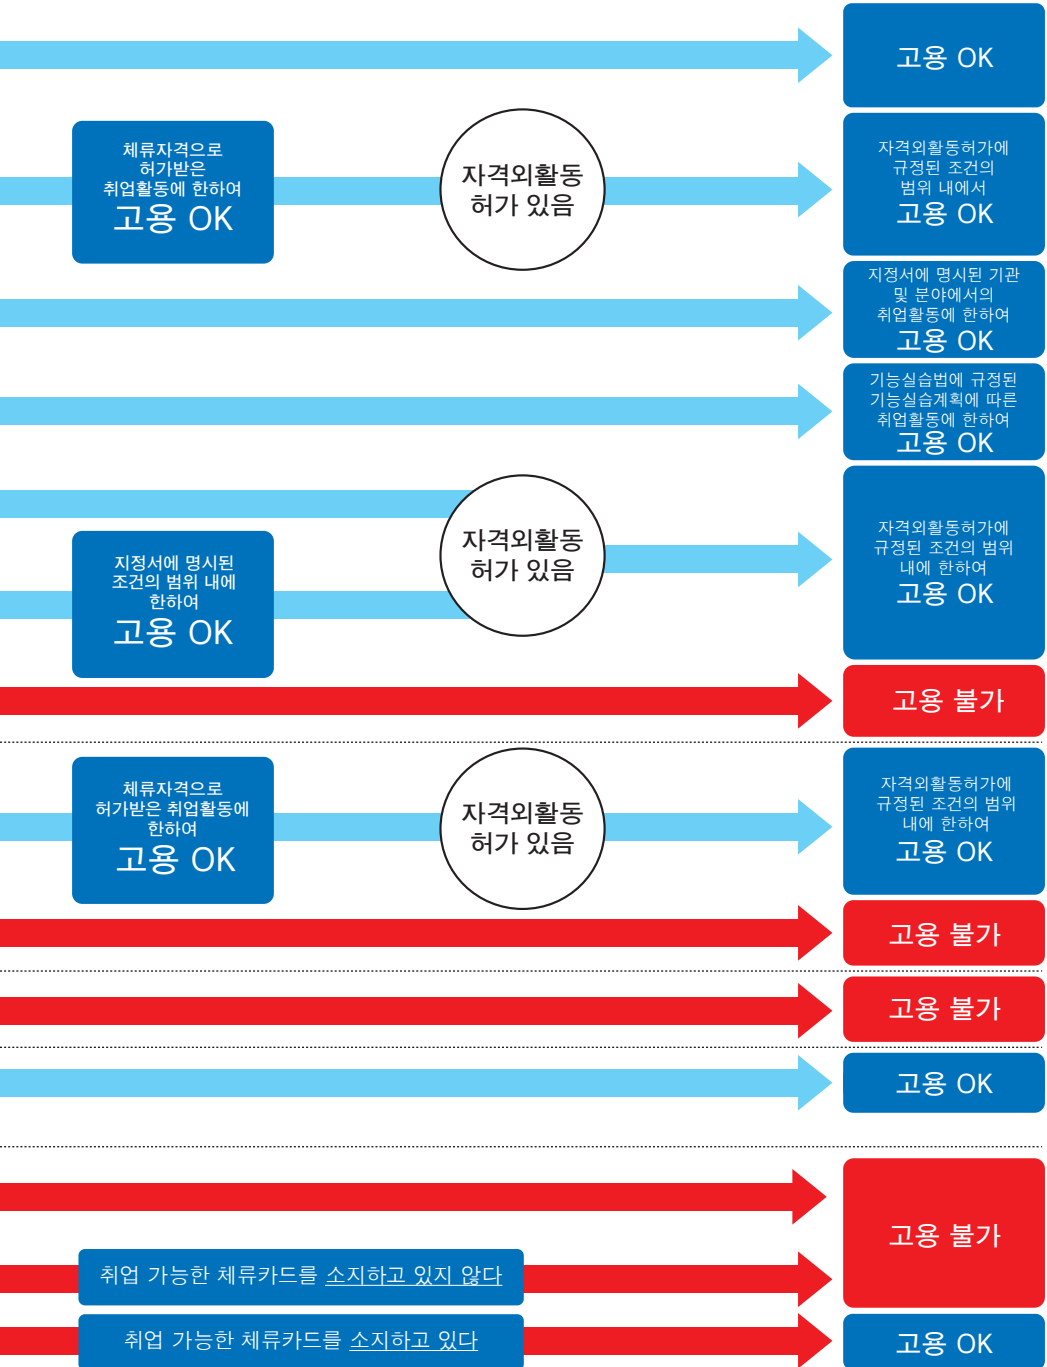 고용 OK
체류자격으로
허가받은
취업활동에 한하여
고용 OK
자격외활동
허가 있음
자격외활동허가에
규정된 조건의
범위 내에서
고용 OK
지정서에 명시된 기관
및 분야에서의
취업활동에 한하여
고용 OK
기능실습법에 규정된
기능실습계획에 따른
취업활동에 한하여
고용 OK
지정서에 명시된
조건의 범위 내에
한하여
고용 OK
자격외활동
허가 있음
자격외활동허가에
규정된 조건의 범위
내에 한하여
고용 OK
고용 불가
체류자격으로
허가받은 취업활동에
한하여
고용 OK
자격외활동
허가 있음
자격외활동허가에
규정된 조건의 범위
내에 한하여
고용 OK
고용 불가
고용 불가
고용 OK
고용 불가
취업 가능한 체류카드를 소지하고 있지 않다
취업 가능한 체류카드를 소지하고 있다
고용 OK